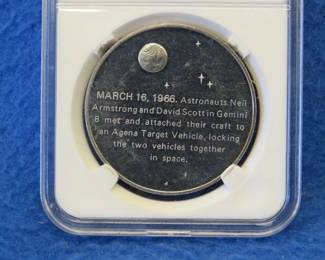 MARCH 16, 1966. Astronauts Neil
Armstrong and David Scott in Gemini
8 met and attached their craft to
an Agena Target Vehicle, locking
the two vehicles together
in space.